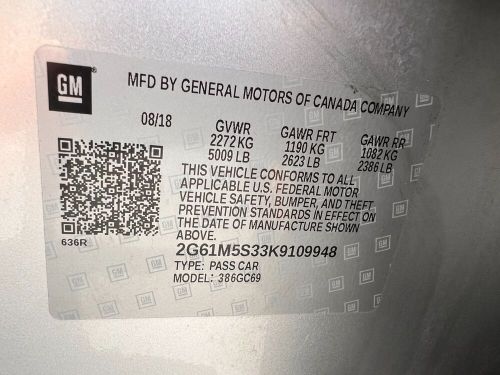 GM
MFD BY GENERAL MOTORS OF CANADA COMPANY
08/18 GVWR GAWR FRT GAWR RR
2272 KG 1190 KG 1082 KG
5009 LB 2623 LB 2386 LB
THIS VEHICLE CONFORMS TO ALL
APPLICABLE U.S. FEDERAL MOTOR
VEHICLE SAFETY, BUMPER, AND THEFT
PREVENTION STANDARDS IN EFFECT ON
THE DATE OF MANUFACTURE SHOWN
ABOVE.
636R
2G61M5S33K9109948
TYPE: PASS CAR
MODEL: 386GC69